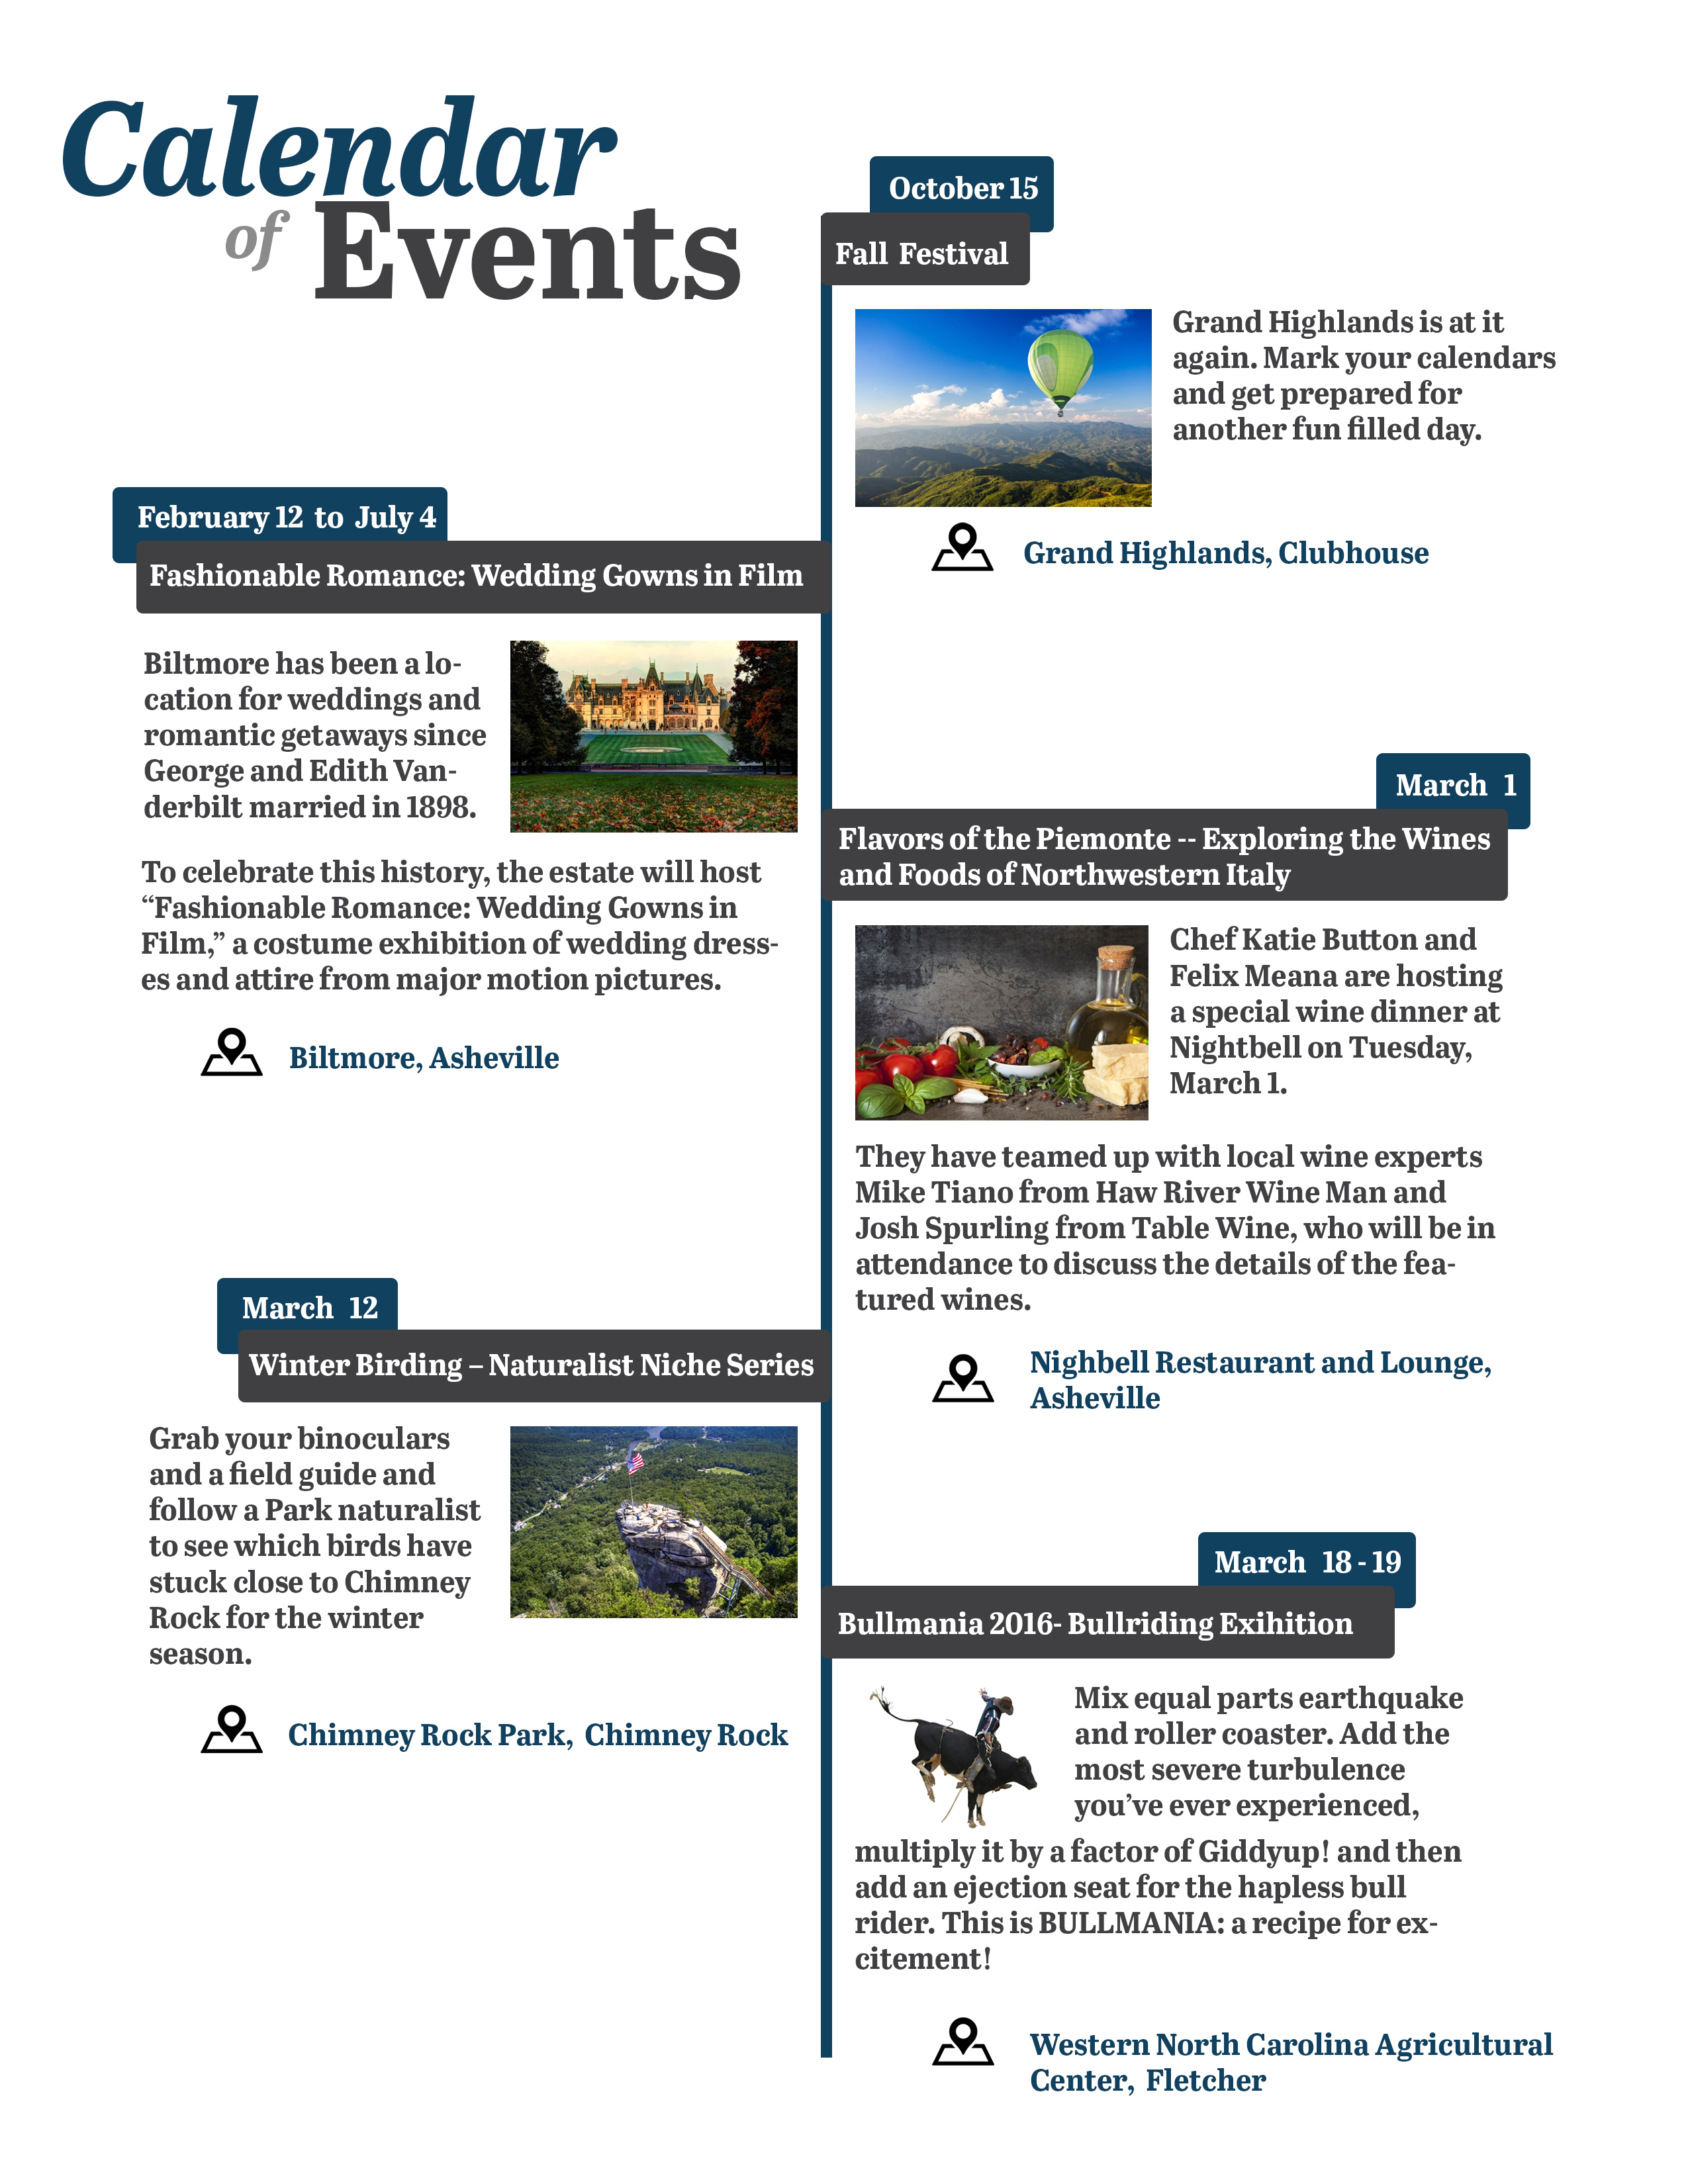 Calendar
of Events
October 15
Fall Festival
Grand Highlands is at it
again. Mark your calendars
and get prepared for
another fun filled day.
Grand Highlands, Clubhouse
February 12 to July 4
Fashionable Romance: Wedding Gowns in Film
Biltmore has been a lo-
cation for weddings and
romantic getaways since
George and Edith Van-
derbilt married in 1898.
To celebrate this history, the estate will host
“Fashionable Romance: Wedding Gowns in
Film,” a costume exhibition of wedding dress-
es and attire from major motion pictures.
Biltmore, Asheville
March 1
Flavors of the Piemonte -- Exploring the Wines
and Foods of Northwestern Italy
Chef Katie Button and
Felix Meana are hosting
a special wine dinner at
Nightbell on Tuesday,
March 1.
They have teamed up with local wine experts
Mike Tiano from Haw River Wine Man and
Josh Spurling from Table Wine, who will be in
attendance to discuss the details of the fea-
tured wines.
Nighbell Restaurant and Lounge,
Asheville
March 12
Winter Birding – Naturalist Niche Series
Grab your binoculars
and a field guide and
follow a Park naturalist
to see which birds have
stuck close to Chimney
Rock for the winter
season.
Chimney Rock Park, Chimney Rock
March 18 - 19
Bullmania 2016- Bullriding Exihition
Mix equal parts earthquake
and roller coaster. Add the
most severe turbulence
you’ve ever experienced,
multiply it by a factor of Giddyup! and then
add an ejection seat for the hapless bull
rider. This is BULLMANIA: a recipe for ex-
citement!
Western North Carolina Agricultural
Center, Fletcher